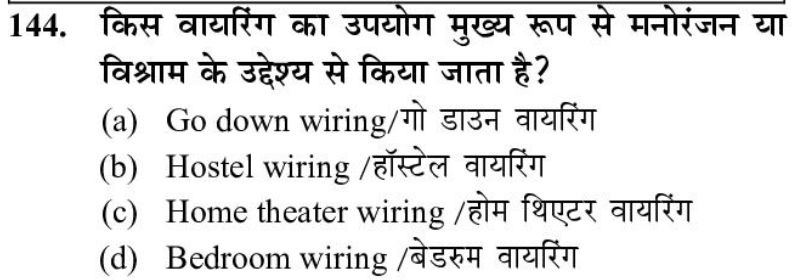 144. किस वायरिंग का उपयोग मुख्य रूप से मनोरंजन या
विश्राम के उद्देश्य से किया जाता है?
(a) Go down wiring/गो डाउन वायरिंग
(b) Hostel wiring /हॉस्टेल वायरिंग
(c) Home theater wiring /होम थिएटर वायरिंग
(d) Bedroom wiring /बेडरुम वायरिंग